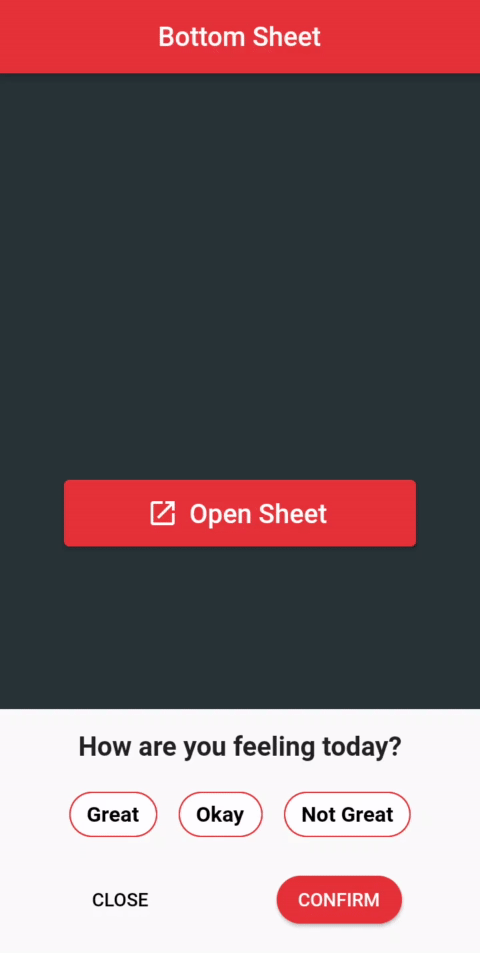 Bottom Sheet
Open Sheet
How are you feeling today?
Great Okay Not Great
CLOSE CONFIRM